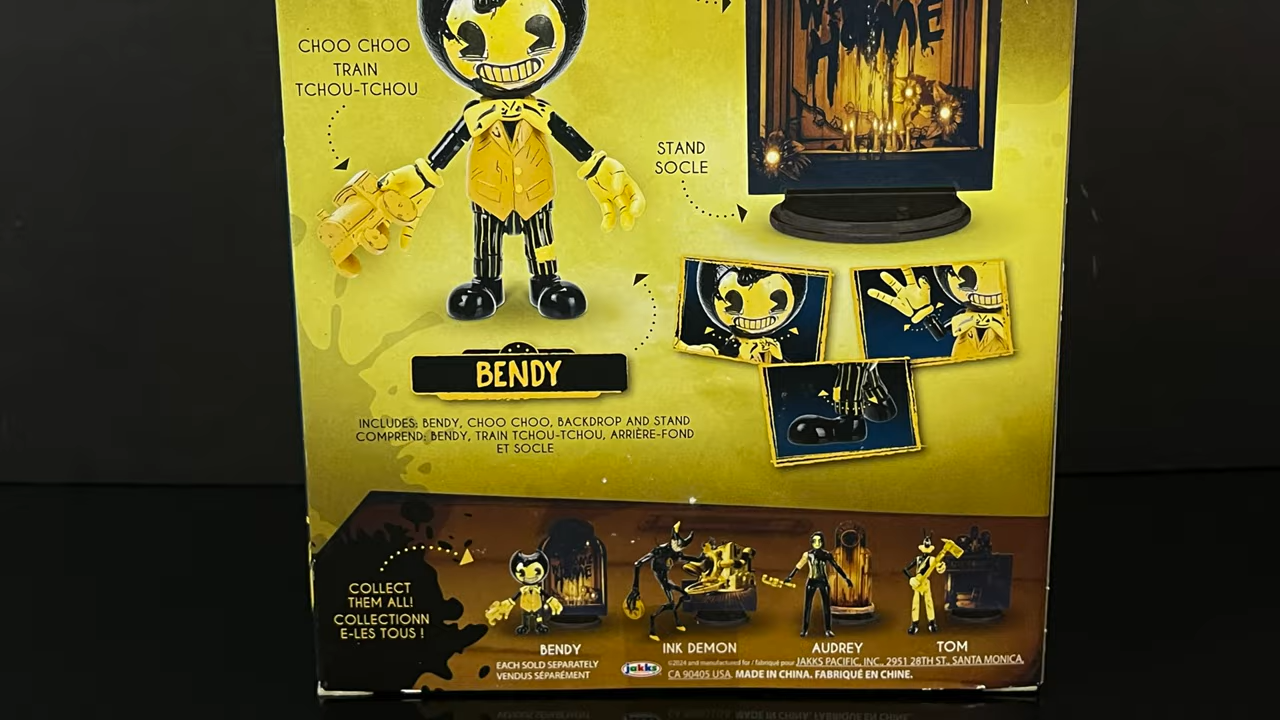 HOME
CHOO CHOO
TRAIN
TCHOU-TCHOU
STAND
SOCLE
BENDY
INCLUDES: BENDY, CHOO CHOO, BACKDROP AND STAND
COMPREND: BENDY, TRAIN TCHOU-TCHOU, ARRIÈRE-FOND
ET SOCLE
COLLECT
THEM ALL!
COLLECTIONN
E-LES TOUS !
BENDY
INK DEMON
AUDREY
TOM
EACH SOLD SEPARATELY
VENDUS SÉPARÉMENT
jakks
©2024 and manufactured for / fabriqué pour JAKKS PACIFIC, INC., 2951 28TH ST., SANTA MONICA,
CA 90405 USA. MADE IN CHINA. FABRIQUÉ EN CHINE.